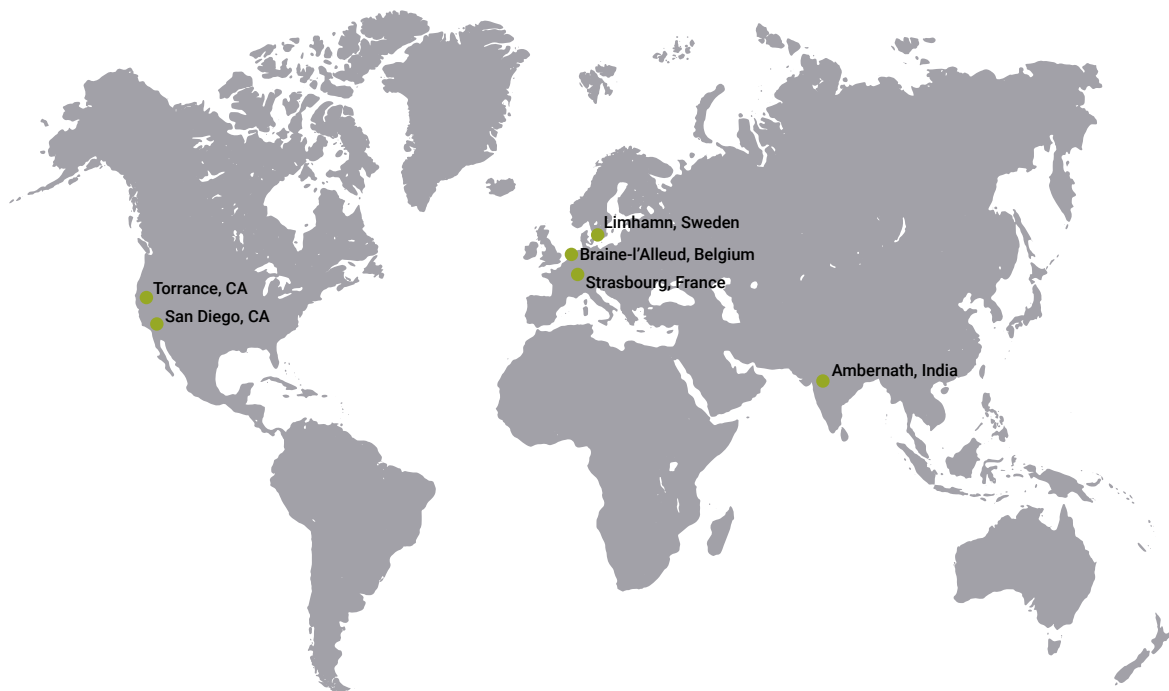 Limhamn, Sweden
Braine-l’Alleud, Belgium
Strasbourg, France
Torrance, CA
San Diego, CA
Ambernath, India